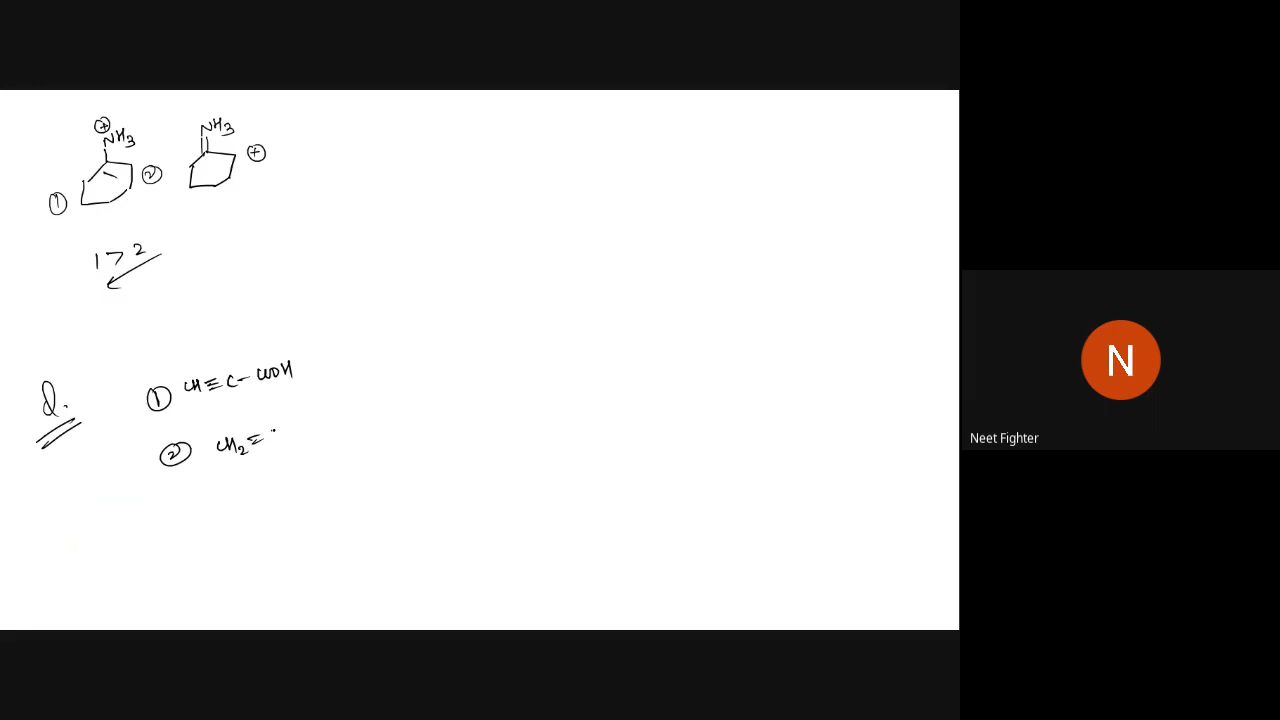 ⊕
NH3
NH3
① ② ⊕
1 > 2
Q.
① CH≡C-COOH
② CH2=
N
Neet Fighter